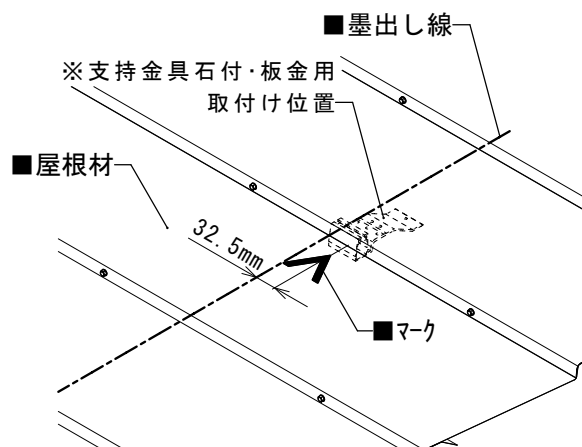 ■墨出し線
※支持金具石付・板金用
取付け位置
■屋根材
32.5mm
■マーク